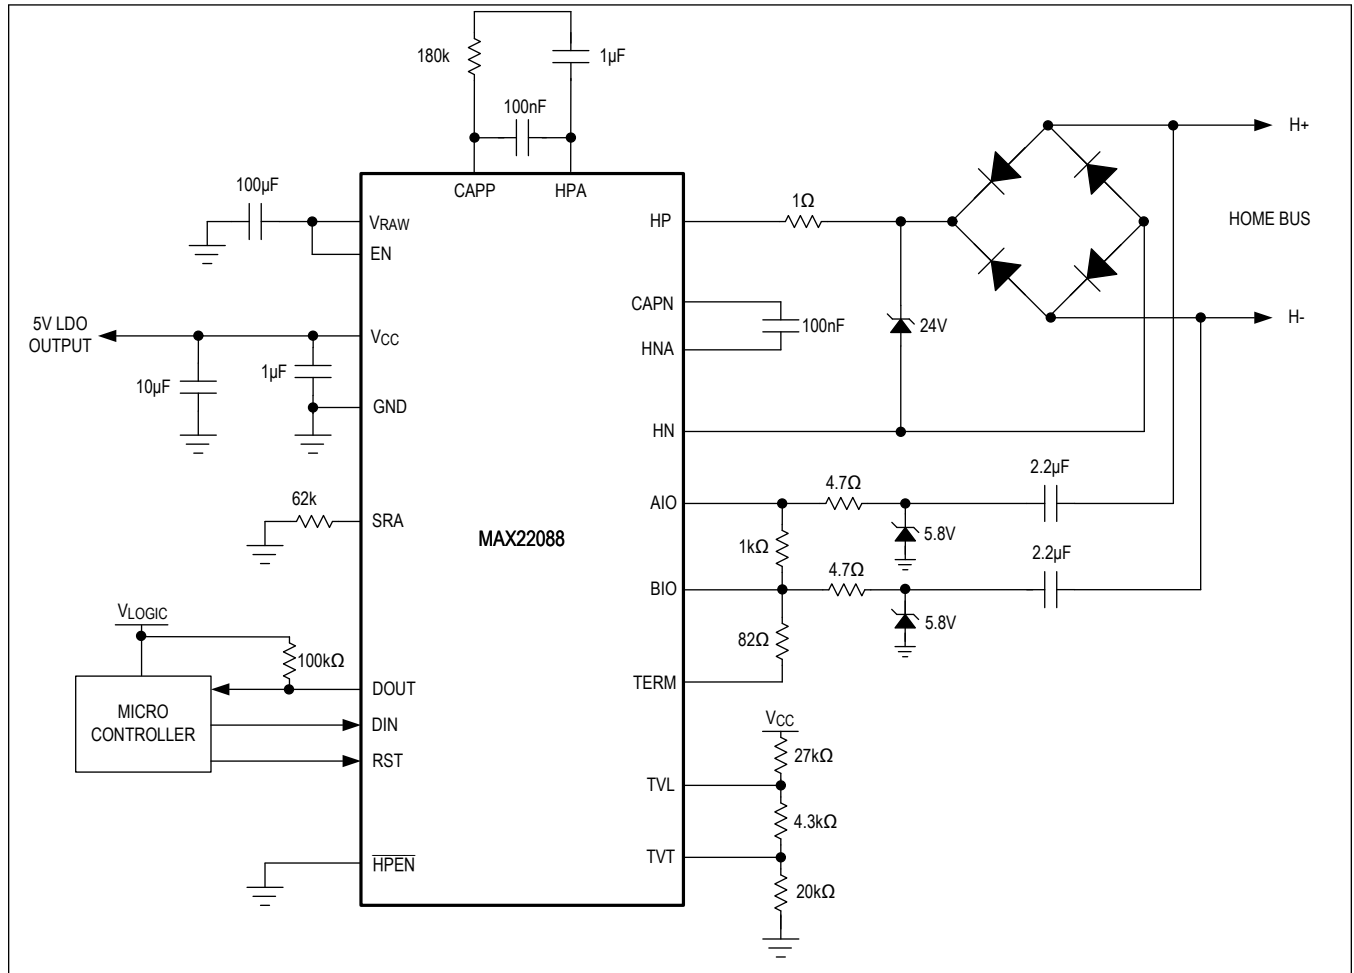 180k
1µF
100nF
CAPP
HPA
100µF
VRAW
EN
5V LDO
OUTPUT
VCC
10µF
1µF
GND
62k
SRA
MAX22088
VLOGIC
100kΩ
MICRO
CONTROLLER
DOUT
DIN
RST
HPEN
HP
1Ω
CAPN
HNA
100nF
24V
HN
H+
HOME BUS
H-
AIO
4.7Ω
2.2µF
5.8V
1kΩ
BIO
4.7Ω
2.2µF
5.8V
82Ω
TERM
VCC
27kΩ
TVL
4.3kΩ
TVT
20kΩ